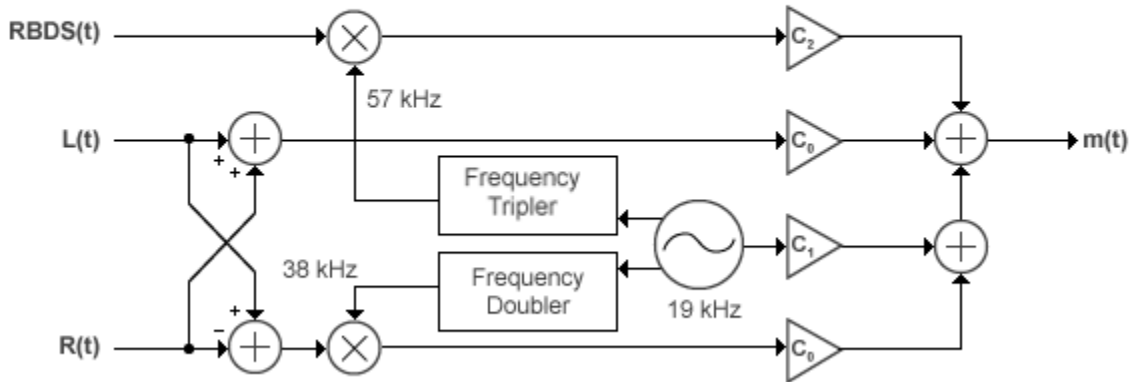 RBDS(t)
C2
57 kHz
L(t)
+
+
C0
m(t)
Frequency
Tripler
C1
38 kHz
Frequency
Doubler
19 kHz
+
−
R(t)
C0